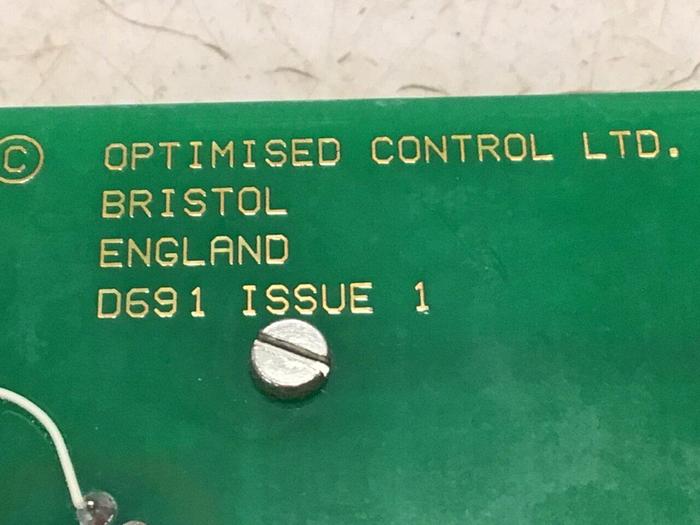 © OPTIMISED CONTROL LTD.
BRISTOL
ENGLAND
D691 ISSUE 1